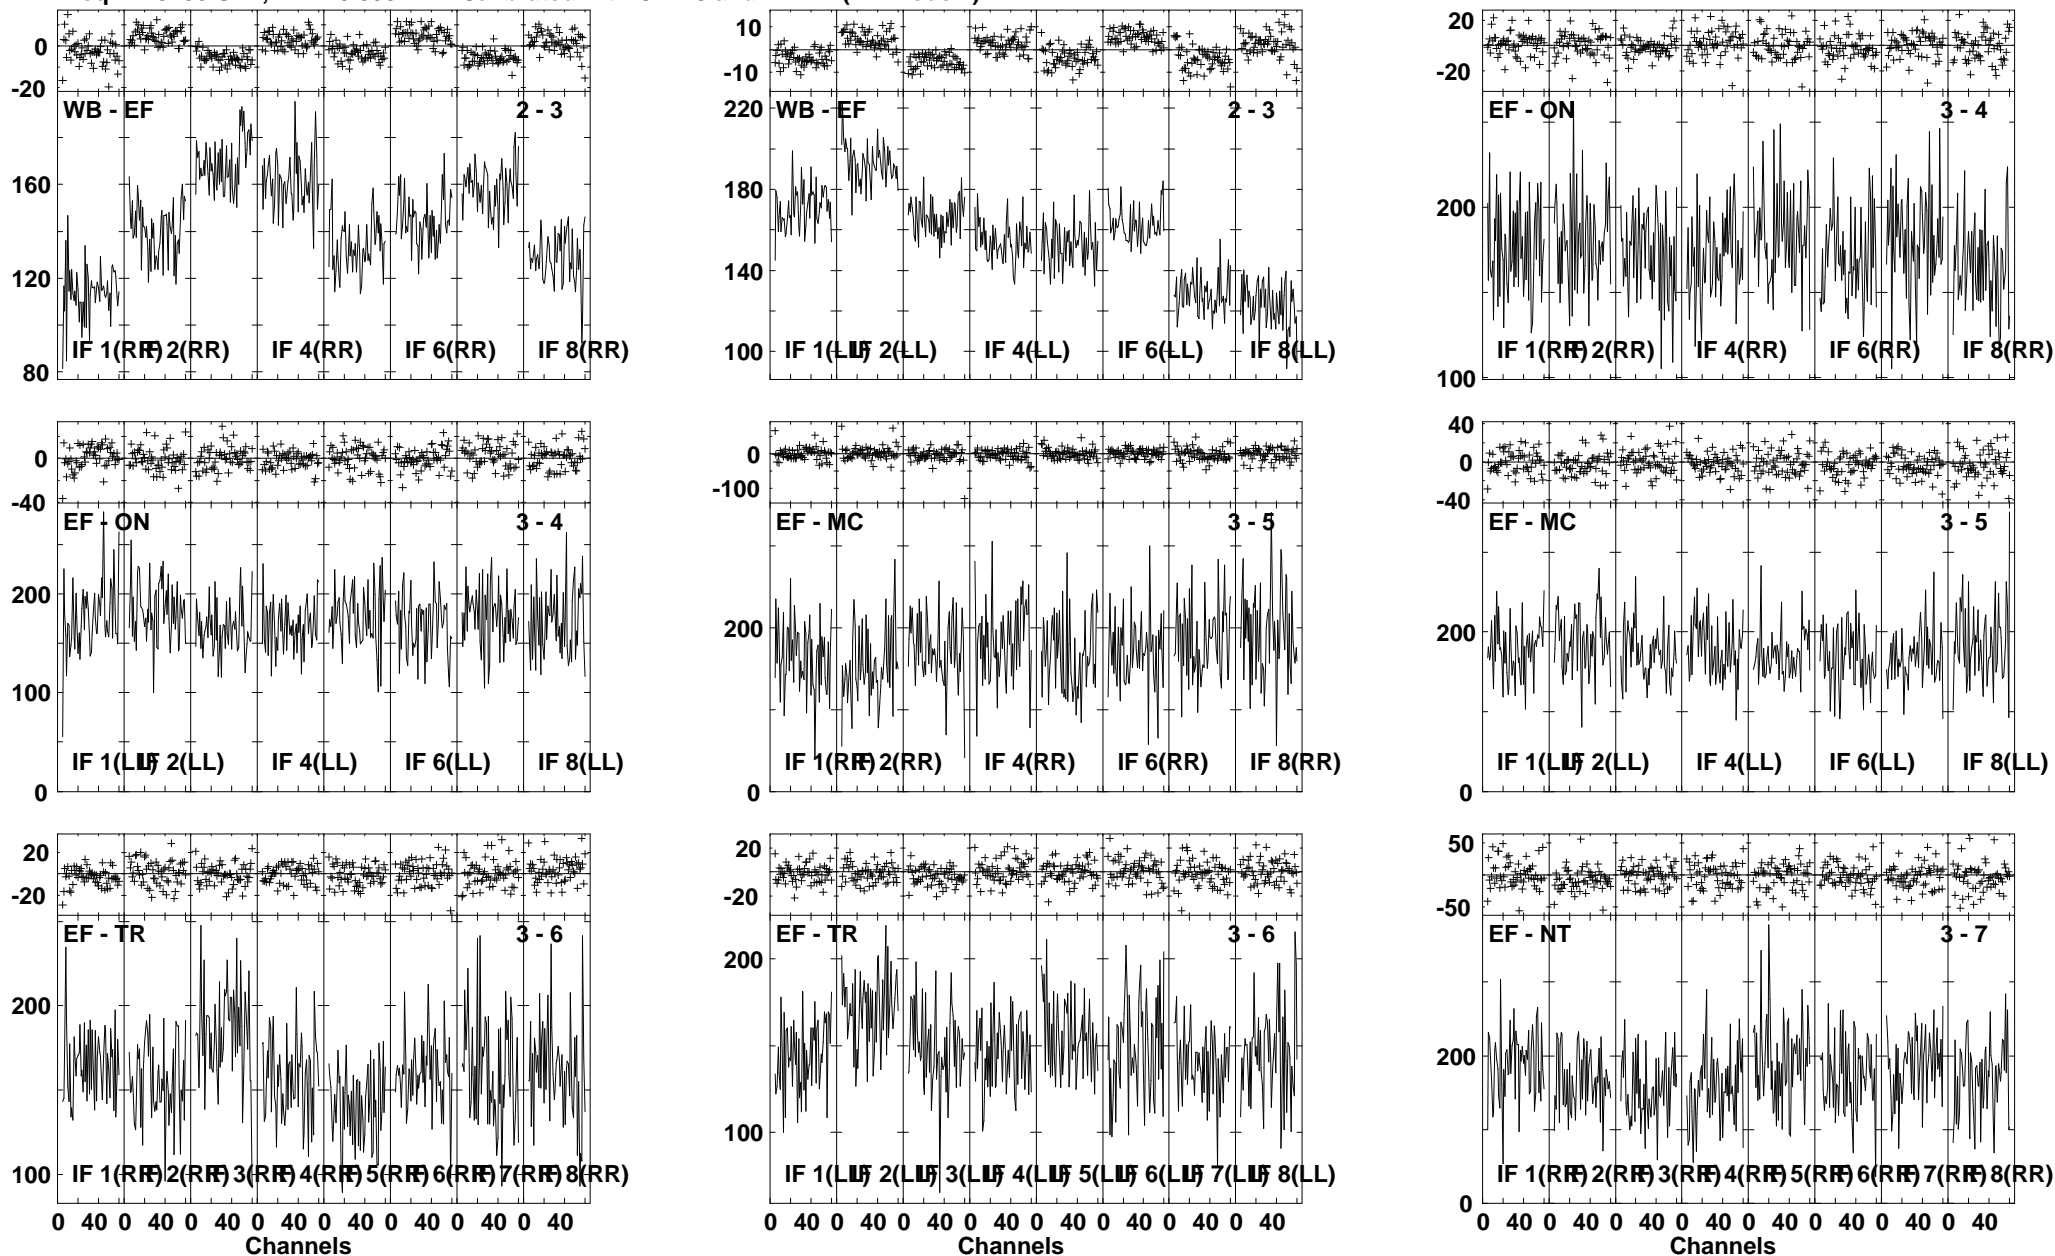 0 10 20
-20 -10 -20
WB - EF 2 - 3 WB - EF 2 - 3 EF - ON 3 - 4
220
160 180 200
120 140
IF 1(RR) IF 2(RR) IF 4(RR) IF 6(RR) IF 8(RR) IF 1(LL) IF 2(LL) IF 4(LL) IF 6(LL) IF 8(LL) IF 1(RR) IF 2(RR) IF 4(RR) IF 6(RR) IF 8(RR)
80 100 100
40
0 0 0
-40 -100 -40
EF - ON 3 - 4 EF - MC 3 - 5 EF - MC 3 - 5
200 200 200
100
IF 1(LL) IF 2(LL) IF 4(LL) IF 6(LL) IF 8(LL) IF 1(RR) IF 2(RR) IF 4(RR) IF 6(RR) IF 8(RR) IF 1(LL) IF 2(LL) IF 4(LL) IF 6(LL) IF 8(LL)
0 0 0
20 20 50
-20 -20 -50
EF - TR 3 - 6 EF - TR 3 - 6 EF - NT 3 - 7
200 200 200
100 100
IF 1(RR) IF 2(RR) IF 3(RR) IF 4(RR) IF 5(RR) IF 6(RR) IF 7(RR) IF 8(RR) IF 1(LL) IF 2(LL) IF 3(LL) IF 4(LL) IF 5(LL) IF 6(LL) IF 7(LL) IF 8(LL) IF 1(RR) IF 2(RR) IF 3(RR) IF 4(RR) IF 5(RR) IF 6(RR) IF 7(RR) IF 8(RR)
0
0 40 0 40 0 40 0 40 0 40 0 40 0 40 0 40 0 40 0 40 0 40 0 40 0 40 0 40 0 40 0 40 0 40 0 40 0 40 0 40 0 40 0 40 0 40 0 40
Channels Channels Channels